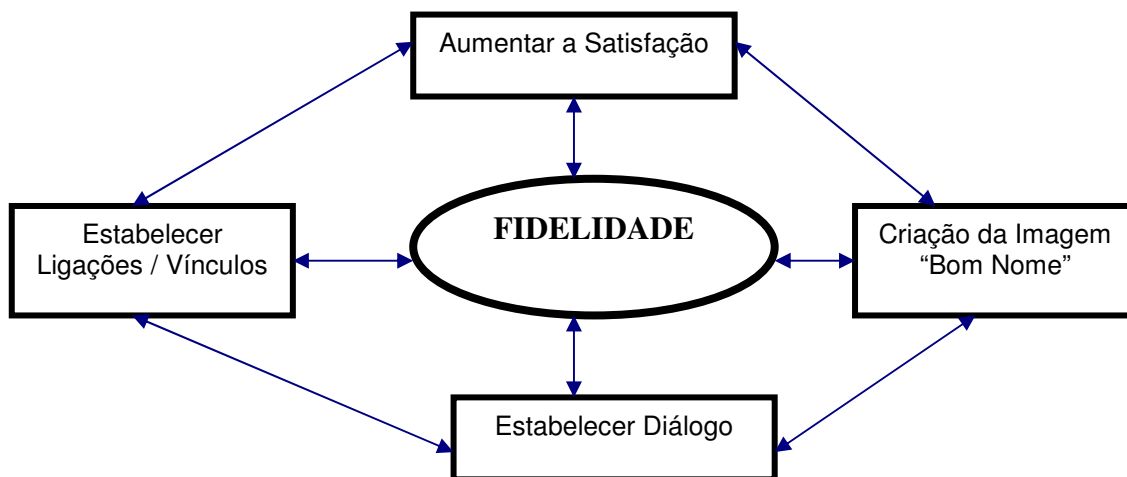 Aumentar a Satisfação
FIDELIDADE
Estabelecer
Ligações / Vínculos
Criação da Imagem
“Bom Nome”
Estabelecer Diálogo